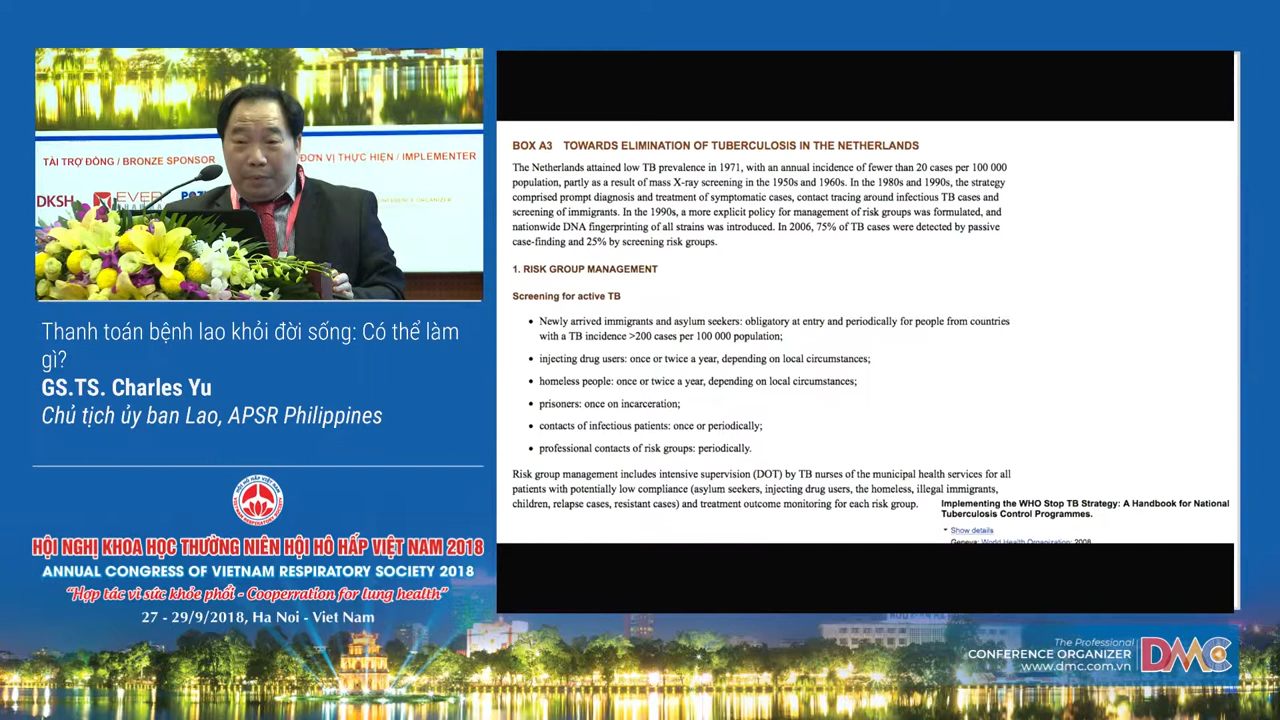 TÀI TRỢ ĐỒNG / BRONZE SPONSOR
ĐƠN VỊ THỰC HIỆN / IMPLEMENTER
DKSH
EVER
Thanh toán bệnh lao khỏi đời sống: Có thể làm
gì?
GS.TS. Charles Yu
Chủ tịch ủy ban Lao, APSR Philippines
HỘI HÔ HẤP VIỆT NAM
VIETNAM RESPIRATORY SOCIETY
HỘI NGHỊ KHOA HỌC THƯỜNG NIÊN HỘI HÔ HẤP VIỆT NAM 2018
ANNUAL CONGRESS OF VIETNAM RESPIRATORY SOCIETY 2018
"Hợp tác vì sức khỏe phổi - Cooperration for lung health"
27 - 29/9/2018, Ha Noi - Viet Nam
BOX A3 TOWARDS ELIMINATION OF TUBERCULOSIS IN THE NETHERLANDS
The Netherlands attained low TB prevalence in 1971, with an annual incidence of fewer than 20 cases per 100 000
population, partly as a result of mass X-ray screening in the 1950s and 1960s. In the 1980s and 1990s, the strategy
comprised prompt diagnosis and treatment of symptomatic cases, contact tracing around infectious TB cases and
screening of immigrants. In the 1990s, a more explicit policy for management of risk groups was formulated, and
nationwide DNA fingerprinting of all strains was introduced. In 2006, 75% of TB cases were detected by passive
case-finding and 25% by screening risk groups.
1. RISK GROUP MANAGEMENT
Screening for active TB
• Newly arrived immigrants and asylum seekers: obligatory at entry and periodically for people from countries
with a TB incidence >200 cases per 100 000 population;
• injecting drug users: once or twice a year, depending on local circumstances;
• homeless people: once or twice a year, depending on local circumstances;
• prisoners: once on incarceration;
• contacts of infectious patients: once or periodically;
• professional contacts of risk groups: periodically.
Risk group management includes intensive supervision (DOT) by TB nurses of the municipal health services for all
patients with potentially low compliance (asylum seekers, injecting drug users, the homeless, illegal immigrants,
children, relapse cases, resistant cases) and treatment outcome monitoring for each risk group.
Implementing the WHO Stop TB Strategy: A Handbook for National
Tuberculosis Control Programmes.
Show details
Geneva: World Health Organization; 2008.
The Professional
CONFERENCE ORGANIZER
www.dmc.com.vn
DMC